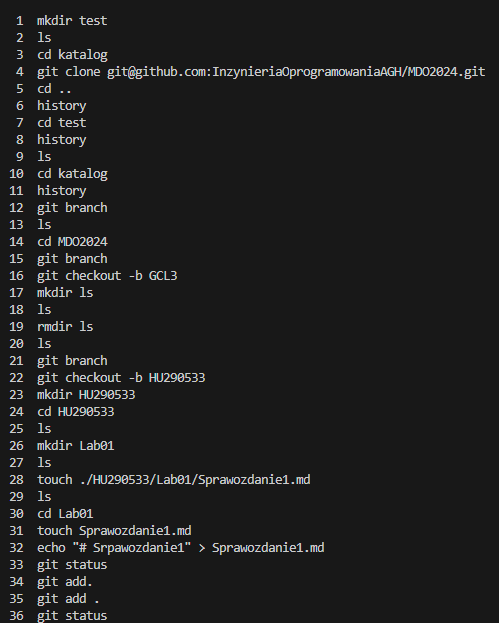 1 mkdir test
2 ls
3 cd katalog
4 git clone git@github.com:InzynieriaOprogramowaniaAGH/MDO2024.git
5 cd ..
6 history
7 cd test
8 history
9 ls
10 cd katalog
11 history
12 git branch
13 ls
14 cd MDO2024
15 git branch
16 git checkout -b GCL3
17 mkdir ls
18 ls
19 rmdir ls
20 ls
21 git branch
22 git checkout -b HU290533
23 mkdir HU290533
24 cd HU290533
25 ls
26 mkdir Lab01
27 ls
28 touch ./HU290533/Lab01/Sprawozdanie1.md
29 ls
30 cd Lab01
31 touch Sprawozdanie1.md
32 echo "# Srpawozdanie1" > Sprawozdanie1.md
33 git status
34 git add.
35 git add .
36 git status